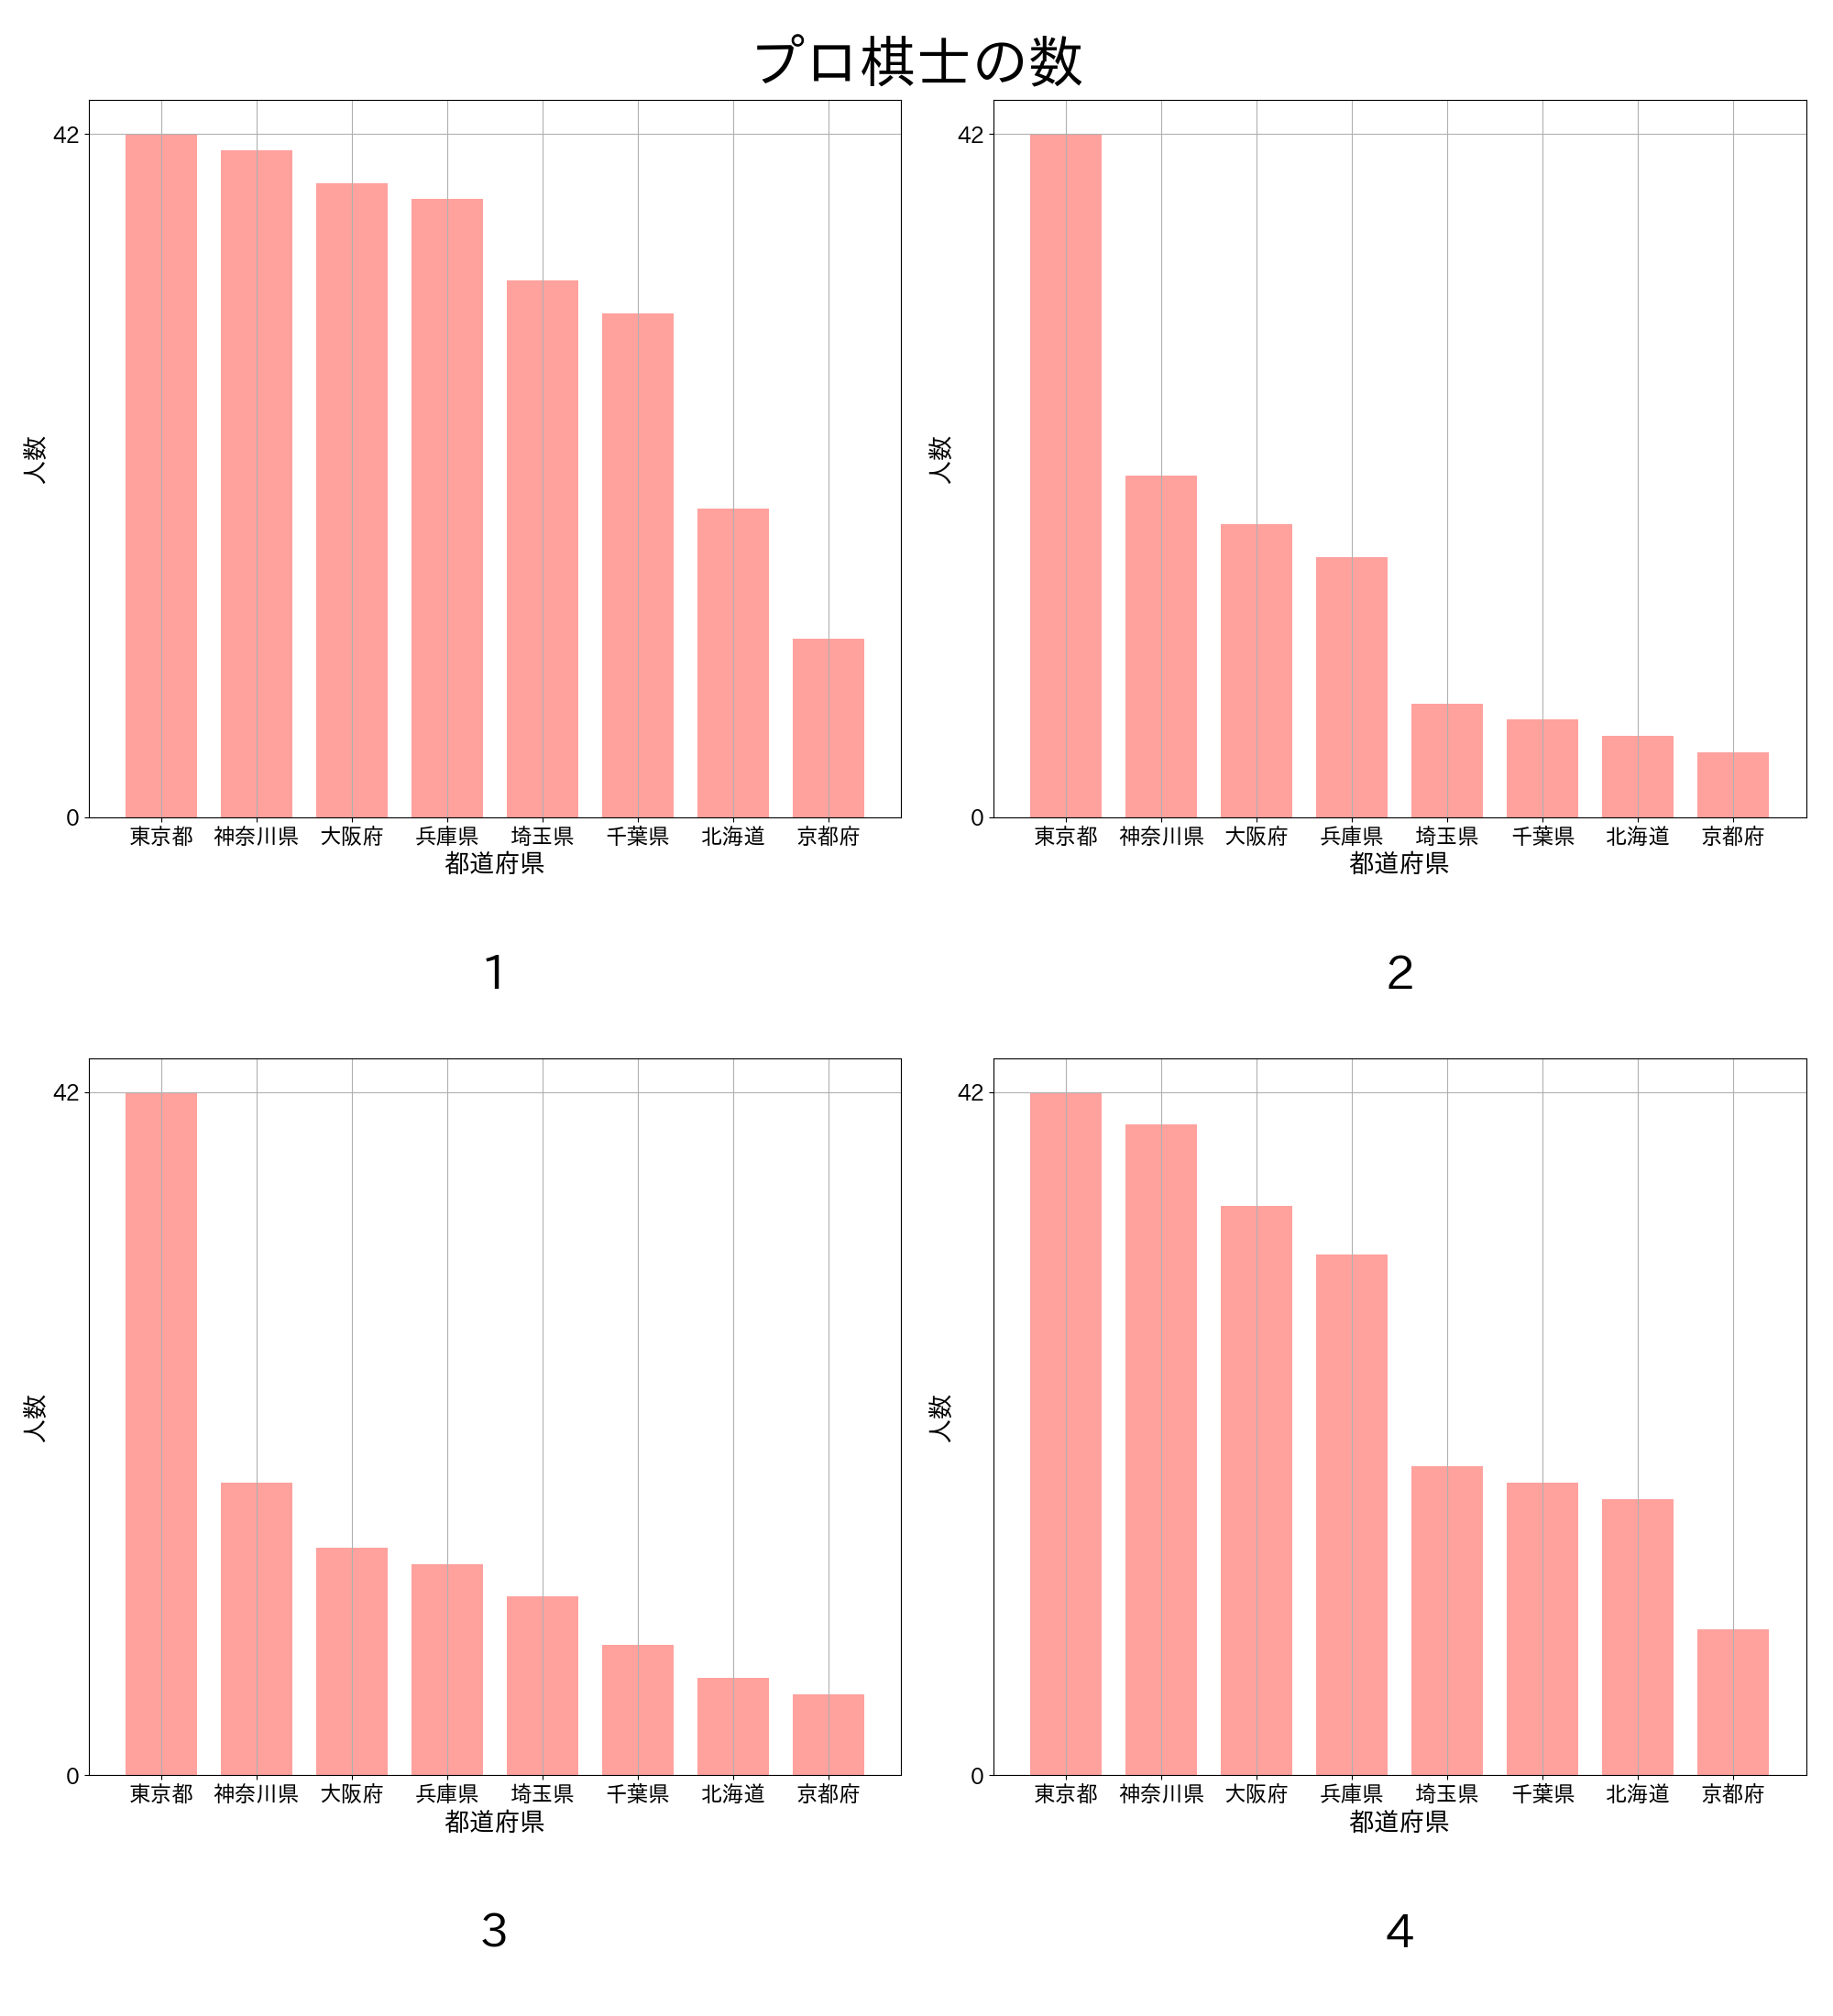 プロ棋士の数
42
0
人数
東京都 神奈川県 大阪府 兵庫県 埼玉県 千葉県 北海道 京都府
都道府県
1
42
0
人数
東京都 神奈川県 大阪府 兵庫県 埼玉県 千葉県 北海道 京都府
都道府県
2
42
0
人数
東京都 神奈川県 大阪府 兵庫県 埼玉県 千葉県 北海道 京都府
都道府県
3
42
0
人数
東京都 神奈川県 大阪府 兵庫県 埼玉県 千葉県 北海道 京都府
都道府県
4